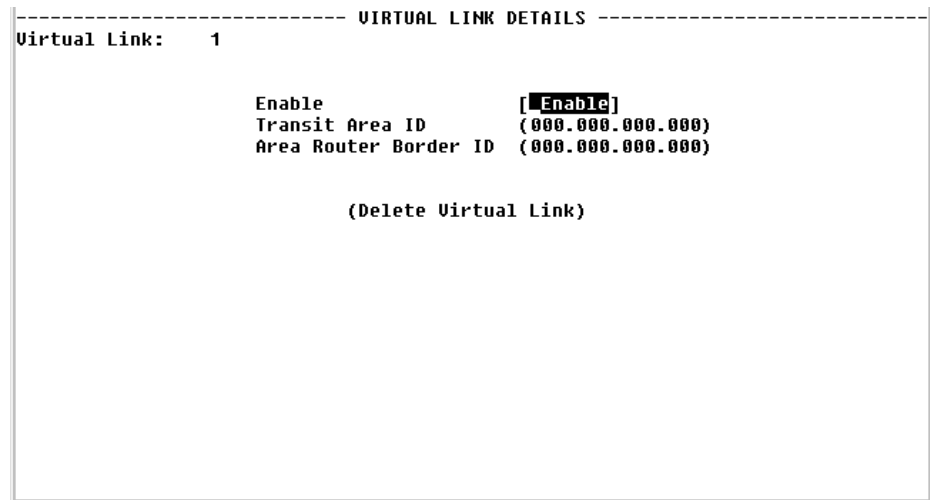 ---------------------------- VIRTUAL LINK DETAILS ----------------------------
Virtual Link: 1
Enable [ Enable]
Transit Area ID (000.000.000.000)
Area Router Border ID (000.000.000.000)
(Delete Virtual Link)